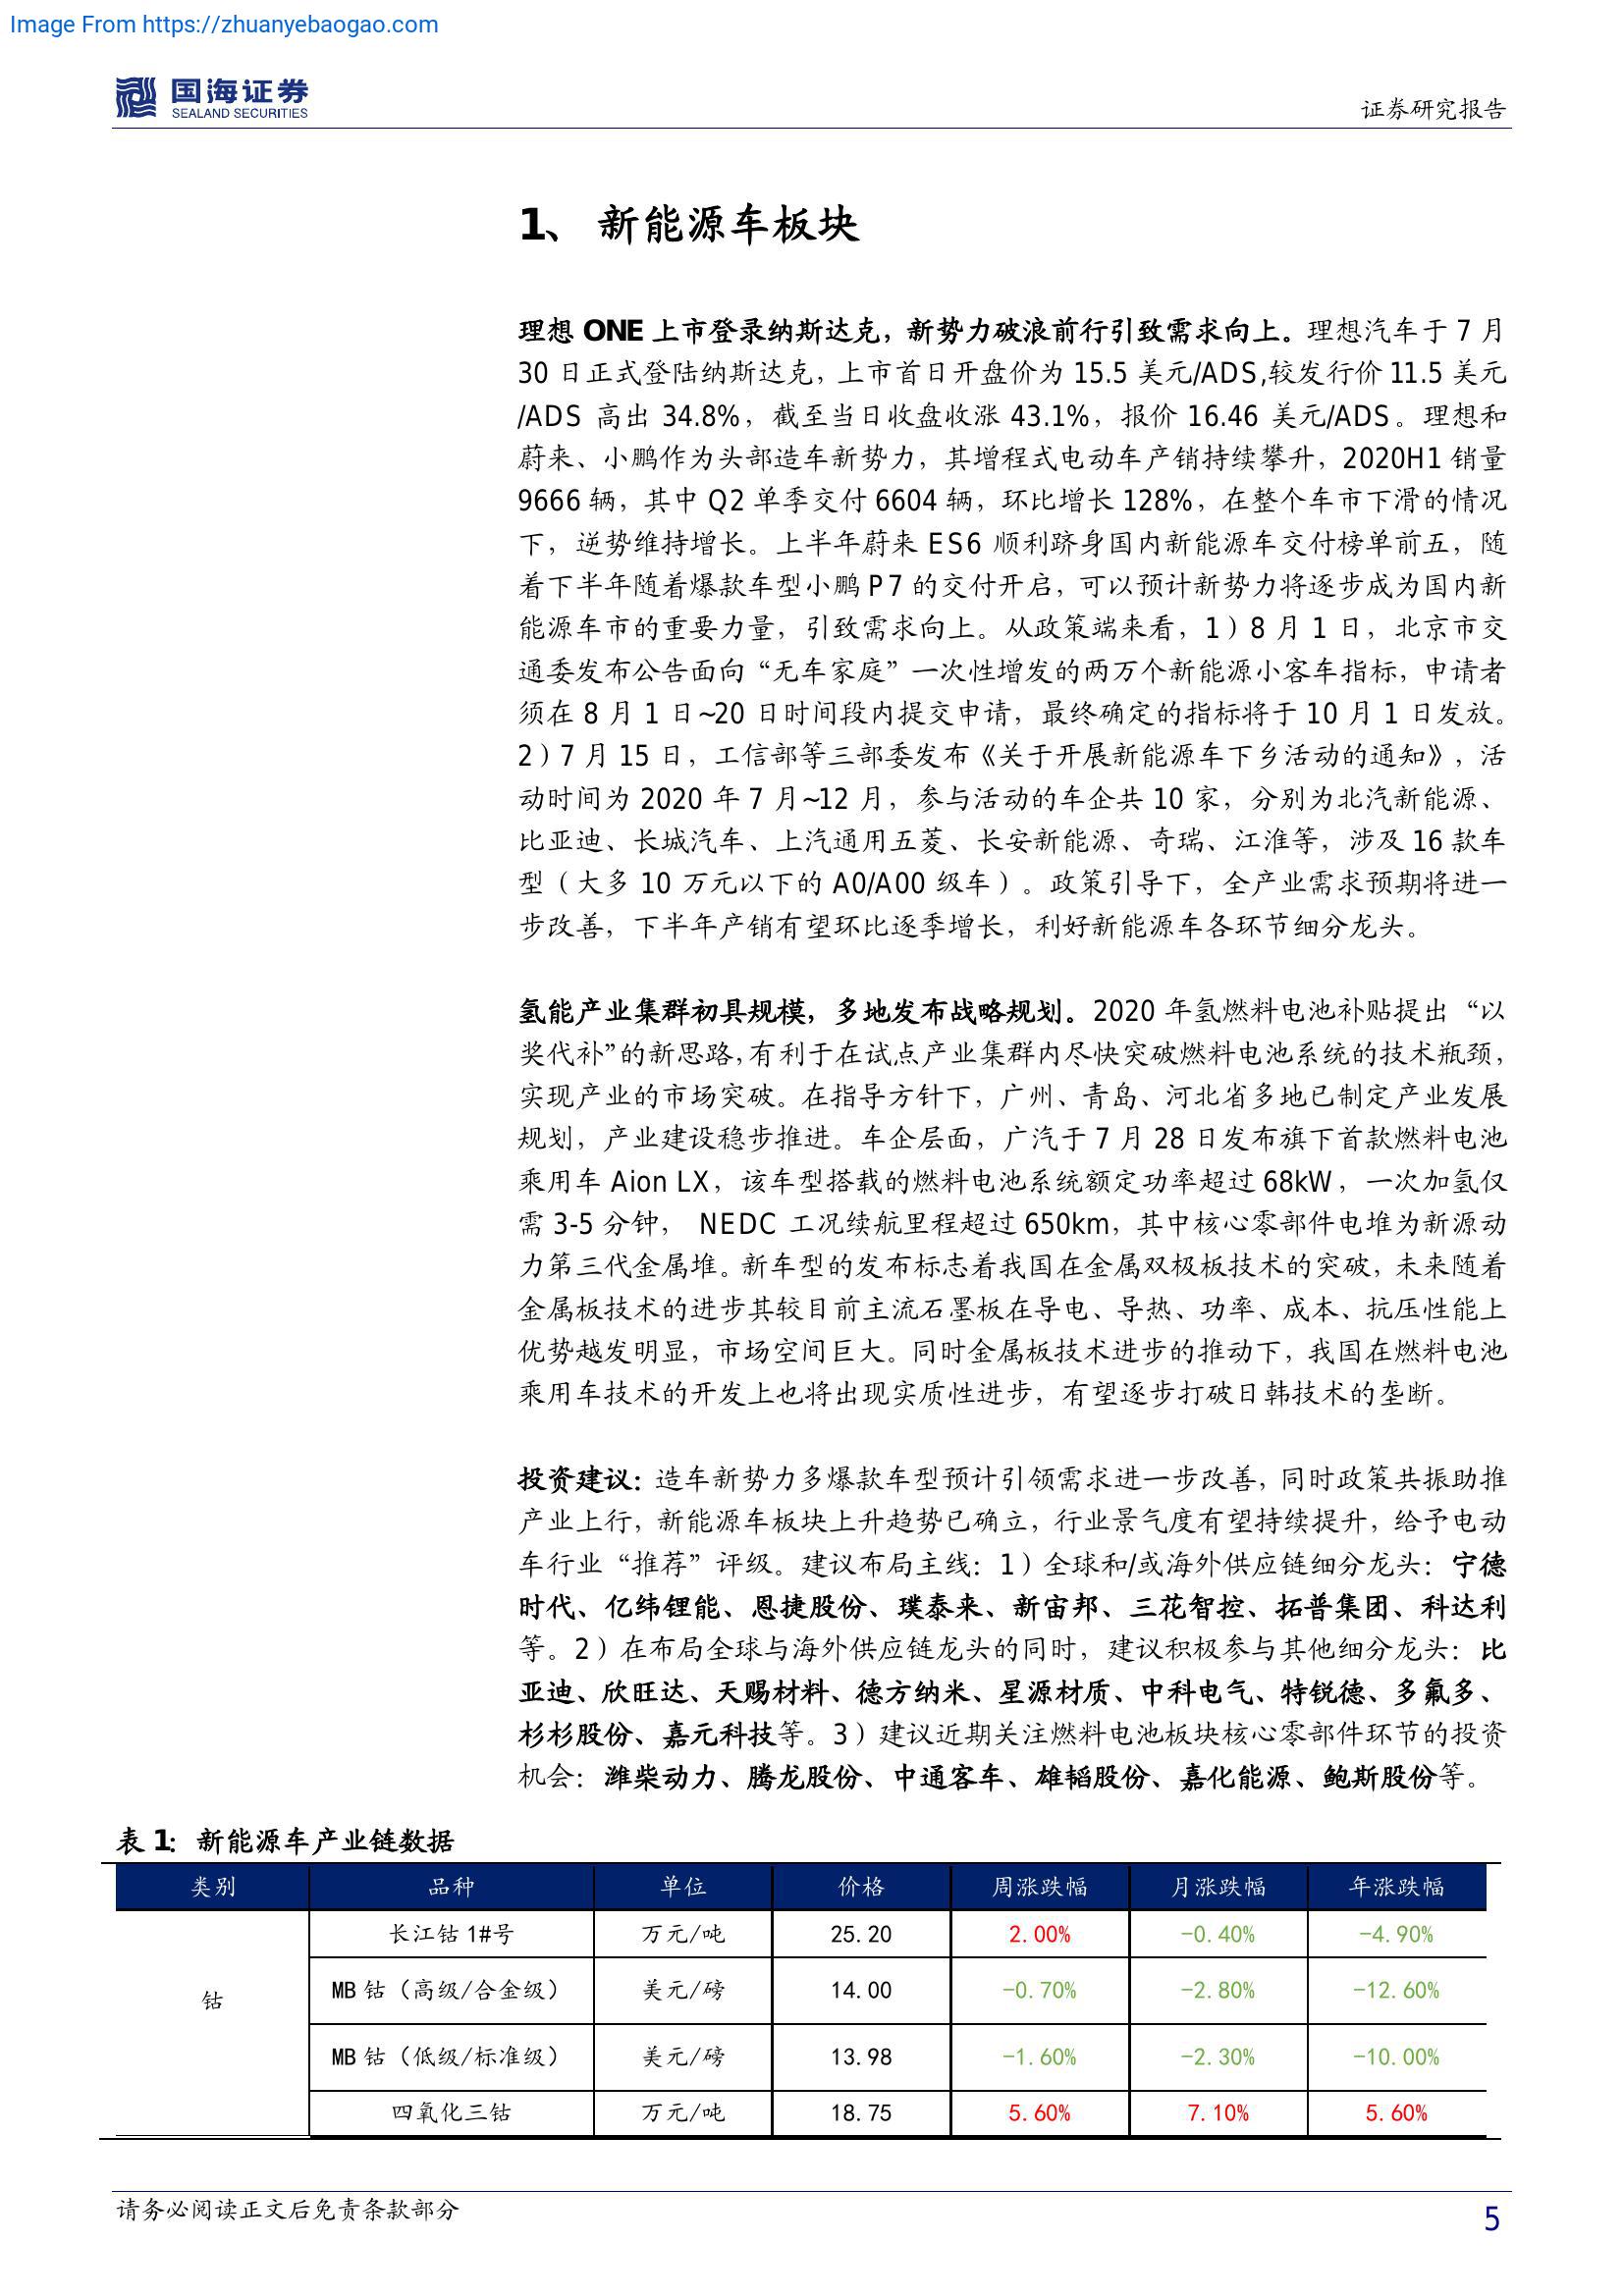 Image From https://zhuanyebaogao.com
国海证券
SEALAND SECURITIES
证券研究报告
1、 新能源车板块
理想 ONE 上市登录纳斯达克，新势力破浪前行引致需求向上。理想汽车于 7 月
30 日正式登陆纳斯达克，上市首日开盘价为 15.5 美元/ADS,较发行价 11.5 美元
/ADS 高出 34.8%，截至当日收盘收涨 43.1%，报价 16.46 美元/ADS。理想和
蔚来、小鹏作为头部造车新势力，其增程式电动车产销持续攀升，2020H1 销量
9666 辆，其中 Q2 单季交付 6604 辆，环比增长 128%，在整个车市下滑的情况
下，逆势维持增长。上半年蔚来 ES6 顺利跻身国内新能源车交付榜单前五，随
着下半年随着爆款车型小鹏 P7 的交付开启，可以预计新势力将逐步成为国内新
能源车市的重要力量，引致需求向上。从政策端来看，1）8 月 1 日，北京市交
通委发布公告面向“无车家庭”一次性增发的两万个新能源小客车指标，申请者
须在 8 月 1 日~20 日时间段内提交申请，最终确定的指标将于 10 月 1 日发放。
2）7 月 15 日，工信部等三部委发布《关于开展新能源车下乡活动的通知》，活
动时间为 2020 年 7 月~12 月，参与活动的车企共 10 家，分别为北汽新能源、
比亚迪、长城汽车、上汽通用五菱、长安新能源、奇瑞、江淮等，涉及 16 款车
型（大多 10 万元以下的 A0/A00 级车）。政策引导下，全产业需求预期将进一
步改善，下半年产销有望环比逐季增长，利好新能源车各环节细分龙头。
氢能产业集群初具规模，多地发布战略规划。2020 年氢燃料电池补贴提出“以
奖代补”的新思路，有利于在试点产业集群内尽快突破燃料电池系统的技术瓶颈，
实现产业的市场突破。在指导方针下，广州、青岛、河北省多地已制定产业发展
规划，产业建设稳步推进。车企层面，广汽于 7 月 28 日发布旗下首款燃料电池
乘用车 Aion LX，该车型搭载的燃料电池系统额定功率超过 68kW，一次加氢仅
需 3-5 分钟， NEDC 工况续航里程超过 650km，其中核心零部件电堆为新源动
力第三代金属堆。新车型的发布标志着我国在金属双极板技术的突破，未来随着
金属板技术的进步其较目前主流石墨板在导电、导热、功率、成本、抗压性能上
优势越发明显，市场空间巨大。同时金属板技术进步的推动下，我国在燃料电池
乘用车技术的开发上也将出现实质性进步，有望逐步打破日韩技术的垄断。
投资建议：造车新势力多爆款车型预计引领需求进一步改善，同时政策共振助推
产业上行，新能源车板块上升趋势已确立，行业景气度有望持续提升，给予电动
车行业“推荐”评级。建议布局主线：1）全球和/或海外供应链细分龙头：宁德
时代、亿纬锂能、恩捷股份、璞泰来、新宙邦、三花智控、拓普集团、科达利
等。2）在布局全球与海外供应链龙头的同时，建议积极参与其他细分龙头：比
亚迪、欣旺达、天赐材料、德方纳米、星源材质、中科电气、特锐德、多氟多、
杉杉股份、嘉元科技等。3）建议近期关注燃料电池板块核心零部件环节的投资
机会：潍柴动力、腾龙股份、中通客车、雄韬股份、嘉化能源、鲍斯股份等。
表 1：新能源车产业链数据
类别 品种 单位 价格 周涨跌幅 月涨跌幅 年涨跌幅
钴 长江钴 1#号 万元/吨 25.20 2.00% -0.40% -4.90%
MB 钴（高级/合金级） 美元/磅 14.00 -0.70% -2.80% -12.60%
MB 钴（低级/标准级） 美元/磅 13.98 -1.60% -2.30% -10.00%
四氧化三钴 万元/吨 18.75 5.60% 7.10% 5.60%
请务必阅读正文后免责条款部分
5